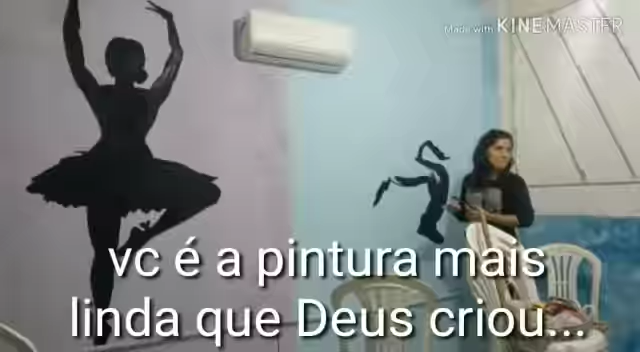 Made with KINEMASTER
vc é a pintura mais
linda que Deus criou...